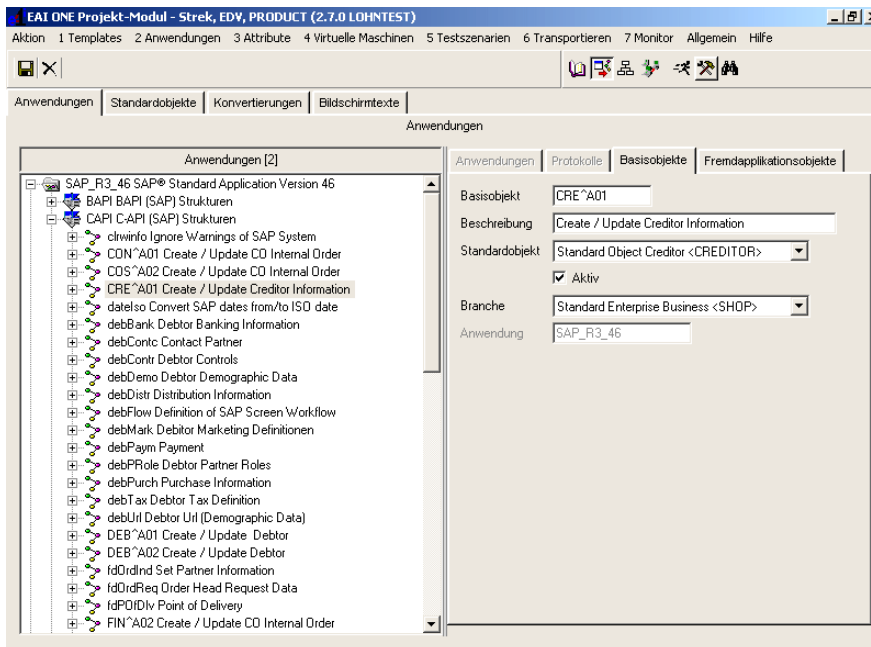 EAI ONE Projekt-Modul - Strek, EDV, PRODUCT (2.7.0 LOHNTEST)
Aktion 1 Templates 2 Anwendungen 3 Attribute 4 Virtuelle Maschinen 5 Testszenarien 6 Transportieren 7 Monitor Allgemein Hilfe
Anwendungen Standardobjekte Konvertierungen Bildschirmtexte
Anwendungen
Anwendungen [2]
SAP_R3_46 SAP® Standard Application Version 46
BAPI BAPI (SAP) Strukturen
CAPI C-API (SAP) Strukturen
clrwinfo Ignore Warnings of SAP System
CON^A01 Create / Update CO Internal Order
COS^A02 Create / Update CO Internal Order
CRE^A01 Create / Update Creditor Information
dateIso Convert SAP dates from/to ISO date
debBank Debtor Banking Information
debContc Contact Partner
debContr Debtor Controls
debDemo Debtor Demographic Data
debDistr Distribution Information
debFlow Definition of SAP Screen Workflow
debMark Debitor Marketing Definitionen
debPaym Payment
debPRole Debtor Partner Roles
debPurch Purchase Information
debTax Debtor Tax Definition
debUrl Debtor Url (Demographic Data)
DEB^A01 Create / Update Debtor
DEB^A02 Create / Update Debtor
fdOrdInd Set Partner Information
fdOrdReq Order Head Request Data
fdPOfDlv Point of Delivery
FIN^A02 Create / Update CO Internal Order
Anwendungen Protokolle Basisobjekte Fremdapplikationsobjekte
Basisobjekt CRE^A01
Beschreibung Create / Update Creditor Information
Standardobjekt Standard Object Creditor <CREDITOR>
Aktiv
Branche Standard Enterprise Business <SHOP>
Anwendung SAP_R3_46